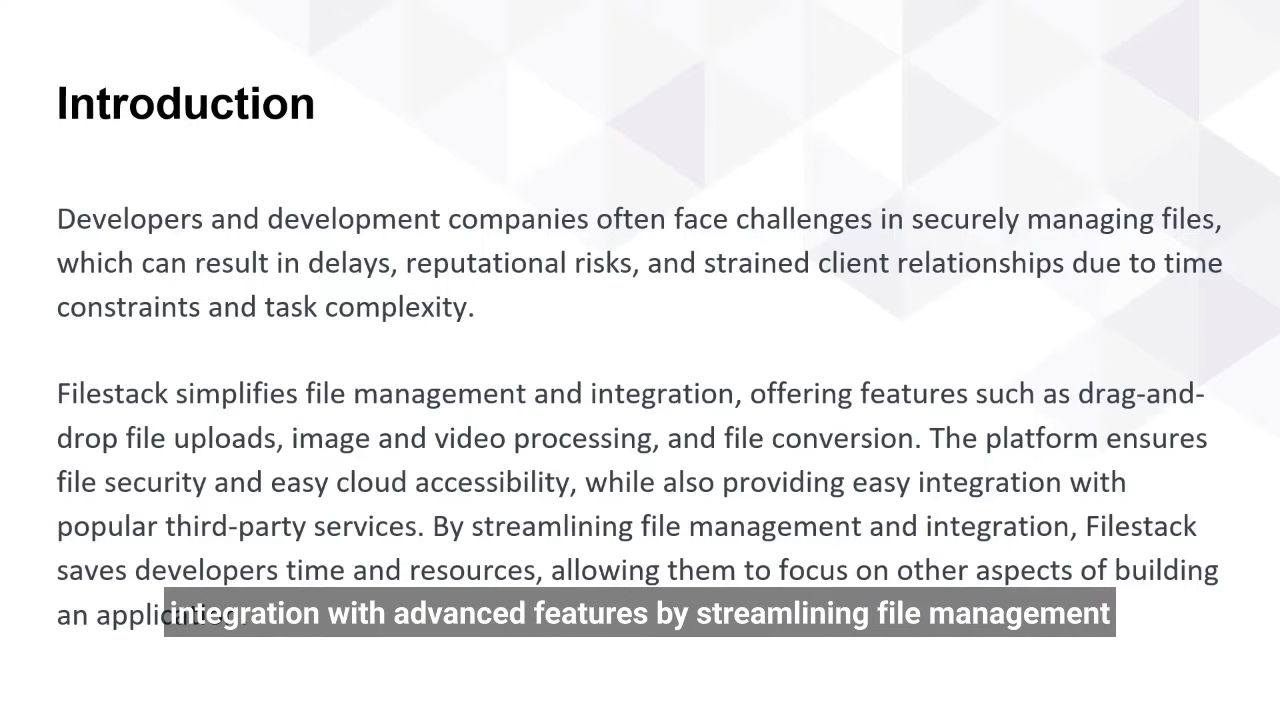 Introduction
Developers and development companies often face challenges in securely managing files,
which can result in delays, reputational risks, and strained client relationships due to time
constraints and task complexity.
Filestack simplifies file management and integration, offering features such as drag-and-
drop file uploads, image and video processing, and file conversion. The platform ensures
file security and easy cloud accessibility, while also providing easy integration with
popular third-party services. By streamlining file management and integration, Filestack
saves developers time and resources, allowing them to focus on other aspects of building
an
integration with advanced features by streamlining file management